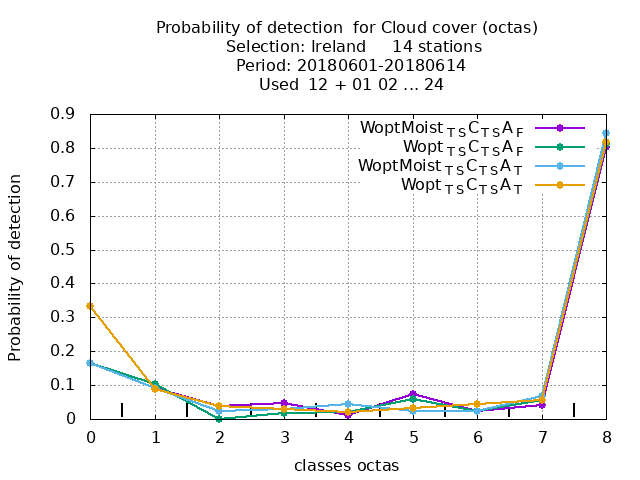 Probability of detection  for Cloud cover (octas)
Selection: Ireland     14 stations
Period: 20180601-20180614
Used  12 + 01 02 ... 24
0.9
0.8
0.7
0.6
0.5
0.4
0.3
0.2
0.1
0
Probability of detection
WoptMoist TS C TS A F
Wopt TS C TS A F
WoptMoist TS C TS A T
Wopt TS C TS A T
0 1 2 3 4 5 6 7 8
classes octas